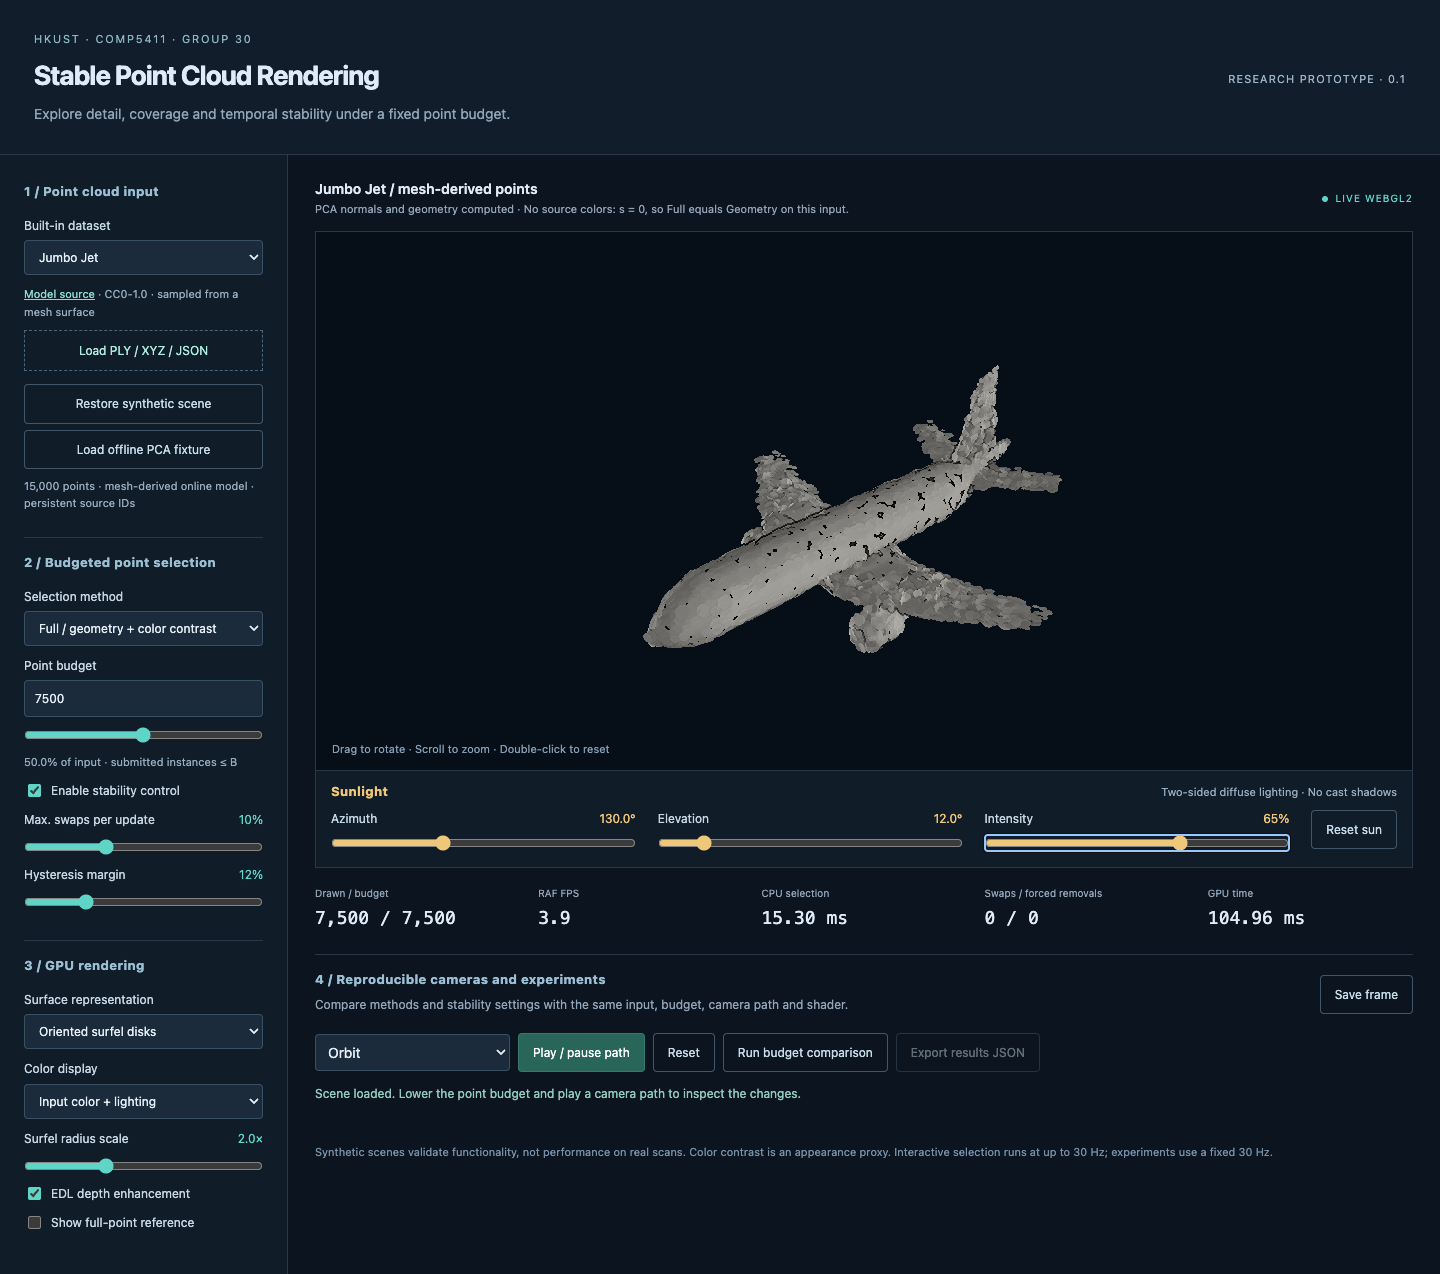 HKUST · COMP5411 · GROUP 30
Stable Point Cloud Rendering
Explore detail, coverage and temporal stability under a fixed point budget.
RESEARCH PROTOTYPE · 0.1
1 / Point cloud input
Built-in dataset
Jumbo Jet
Model source · CC0-1.0 · sampled from a
mesh surface
Load PLY / XYZ / JSON
Restore synthetic scene
Load offline PCA fixture
15,000 points · mesh-derived online model ·
persistent source IDs
2 / Budgeted point selection
Selection method
Full / geometry + color contrast
Point budget
7500
50.0% of input · submitted instances ≤ B
Enable stability control
Max. swaps per update 10%
Hysteresis margin 12%
3 / GPU rendering
Surface representation
Oriented surfel disks
Color display
Input color + lighting
Surfel radius scale 2.0×
EDL depth enhancement
Show full-point reference
Jumbo Jet / mesh-derived points
PCA normals and geometry computed · No source colors: s = 0, so Full equals Geometry on this input.
LIVE WEBGL2
Drag to rotate · Scroll to zoom · Double-click to reset
Sunlight
Two-sided diffuse lighting · No cast shadows
Azimuth 130.0°
Elevation 12.0°
Intensity 65%
Reset sun
Drawn / budget
7,500 / 7,500
RAF FPS
3.9
CPU selection
15.30 ms
Swaps / forced removals
0 / 0
GPU time
104.96 ms
4 / Reproducible cameras and experiments
Compare methods and stability settings with the same input, budget, camera path and shader.
Save frame
Orbit
Play / pause path
Reset
Run budget comparison
Export results JSON
Scene loaded. Lower the point budget and play a camera path to inspect the changes.
Synthetic scenes validate functionality, not performance on real scans. Color contrast is an appearance proxy. Interactive selection runs at up to 30 Hz; experiments use a fixed 30 Hz.